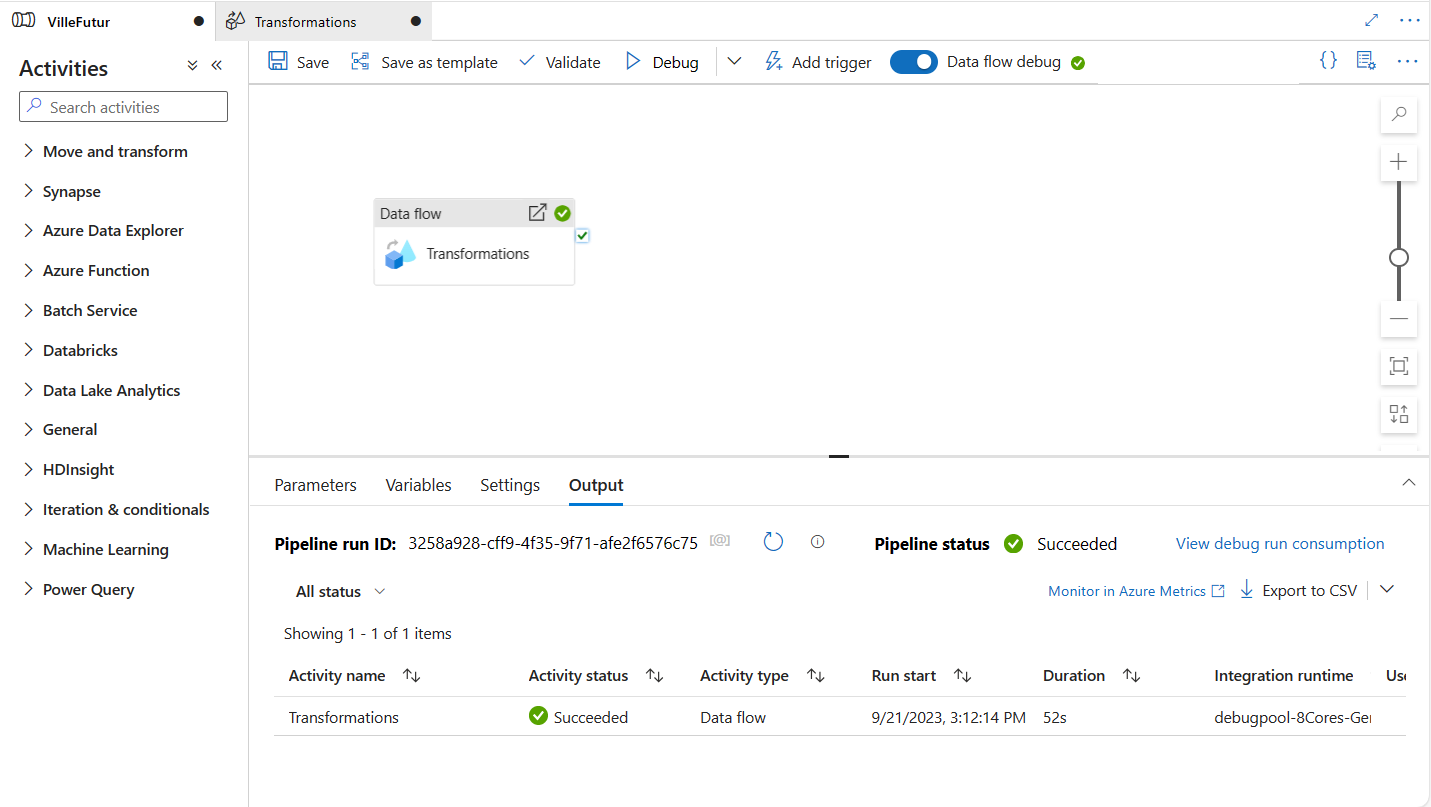 VilleFutur
Transformations
Activities
Search activities
Move and transform
Synapse
Azure Data Explorer
Azure Function
Batch Service
Databricks
Data Lake Analytics
General
HDInsight
Iteration & conditionals
Machine Learning
Power Query
Save Save as template Validate Debug Add trigger Data flow debug
Data flow
Transformations
Parameters Variables Settings Output
Pipeline run ID: 3258a928-cff9-4f35-9f71-afe2f6576c75 [@] Pipeline status Succeeded View debug run consumption
All status Monitor in Azure Metrics Export to CSV
Showing 1 - 1 of 1 items
Activity name Activity status Activity type Run start Duration Integration runtime Use
Transformations Succeeded Data flow 9/21/2023, 3:12:14 PM 52s debugpool-8Cores-Ge